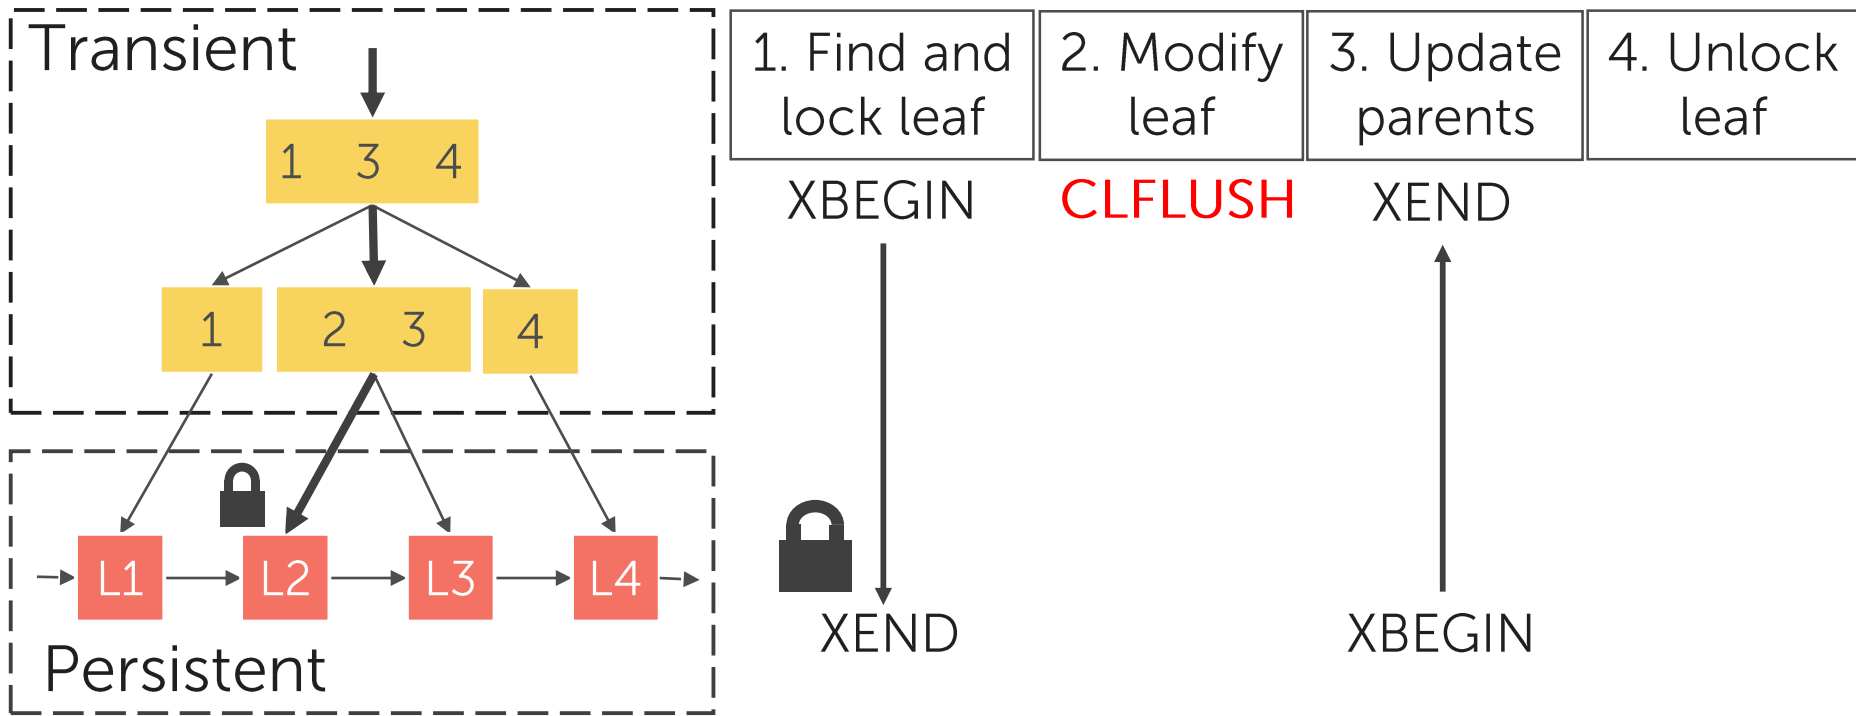 Transient
1 3 4
1
2 3
4
L1
L2
L3
L4
Persistent
1. Find and
lock leaf
2. Modify
leaf
3. Update
parents
4. Unlock
leaf
XBEGIN
CLFLUSH
XEND
XEND
XBEGIN